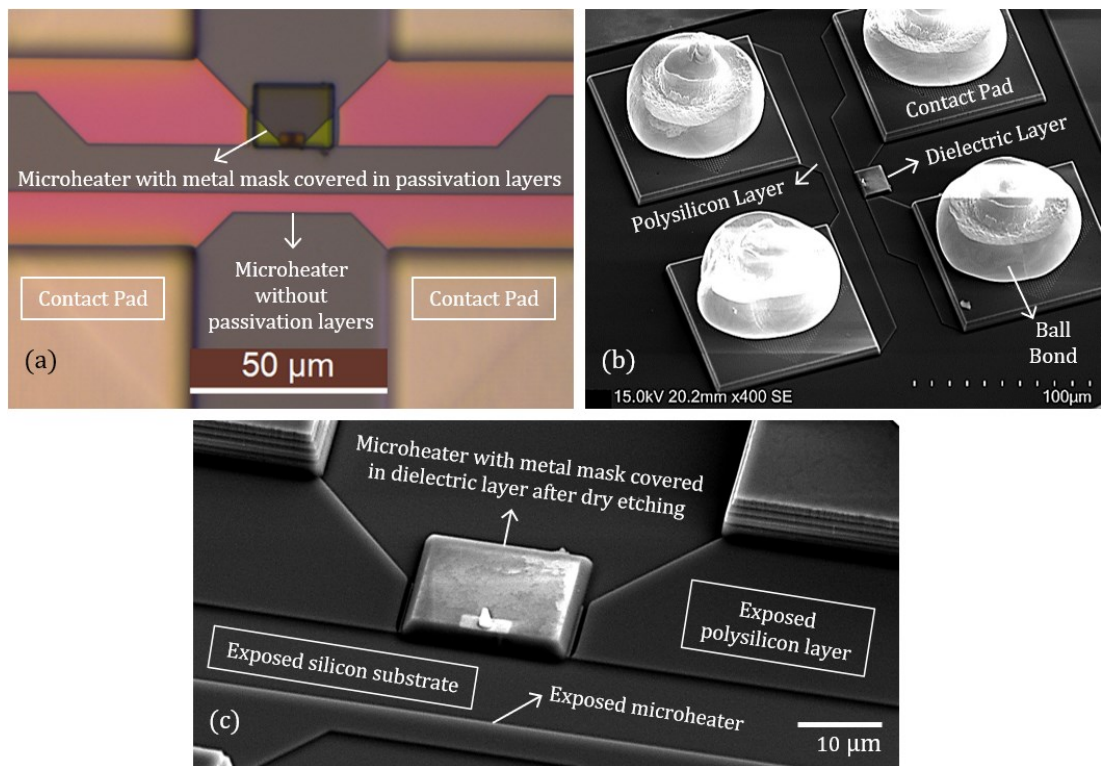 Microheater with metal mask covered in passivation layers
Microheater
without
passivation layers
Contact Pad
Contact Pad
(a)
50 µm
Contact Pad
Dielectric Layer
Polysilicon Layer
Ball
Bond
(b)
15.0kV 20.2mm x400 SE
100µm
Microheater with metal mask covered
in dielectric layer after dry etching
Exposed
polysilicon layer
Exposed silicon substrate
Exposed microheater
(c)
10 µm